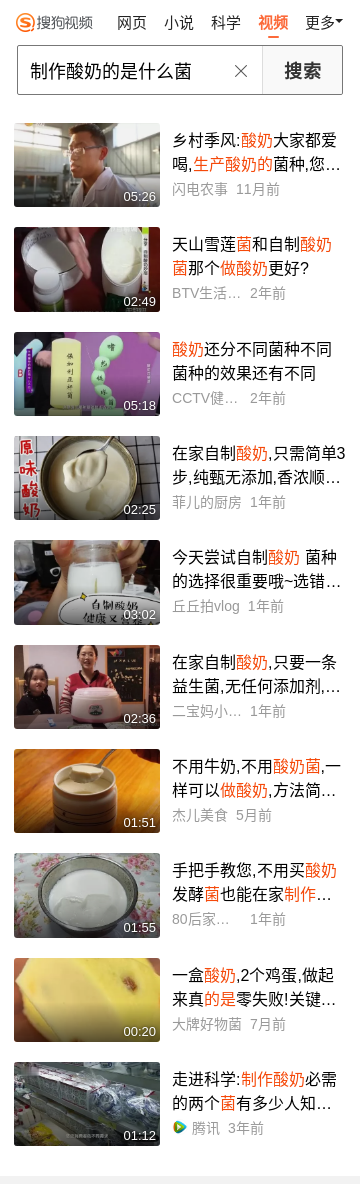 搜狗视频 网页 小说 科学 视频 更多
制作酸奶的是什么菌 搜索
乡村季风:酸奶大家都爱
喝,生产酸奶的菌种,您…
05:26
闪电农事 11月前
天山雪莲菌和自制酸奶
菌那个做酸奶更好?
02:49
BTV生活… 2年前
酸奶还分不同菌种不同
菌种的效果还有不同
保加利亚杆菌
嗜热链球菌
05:18
CCTV健… 2年前
原味酸奶
在家自制酸奶,只需简单3
步,纯甄无添加,香浓顺…
02:25
菲儿的厨房 1年前
今天尝试自制酸奶 菌种
的选择很重要哦~选错…
自制酸奶
03:02
丘丘拍vlog 1年前
在家自制酸奶,只要一条
益生菌,无任何添加剂,…
02:36
二宝妈小… 1年前
不用牛奶,不用酸奶菌,一
样可以做酸奶,方法简…
01:51
杰儿美食 5月前
手把手教您,不用买酸奶
发酵菌也能在家制作…
01:55
80后家… 1年前
一盒酸奶,2个鸡蛋,做起
来真的是零失败!关键…
00:20
大牌好物菌 7月前
走进科学:制作酸奶必需
的两个菌有多少人知…
01:12
腾讯 3年前